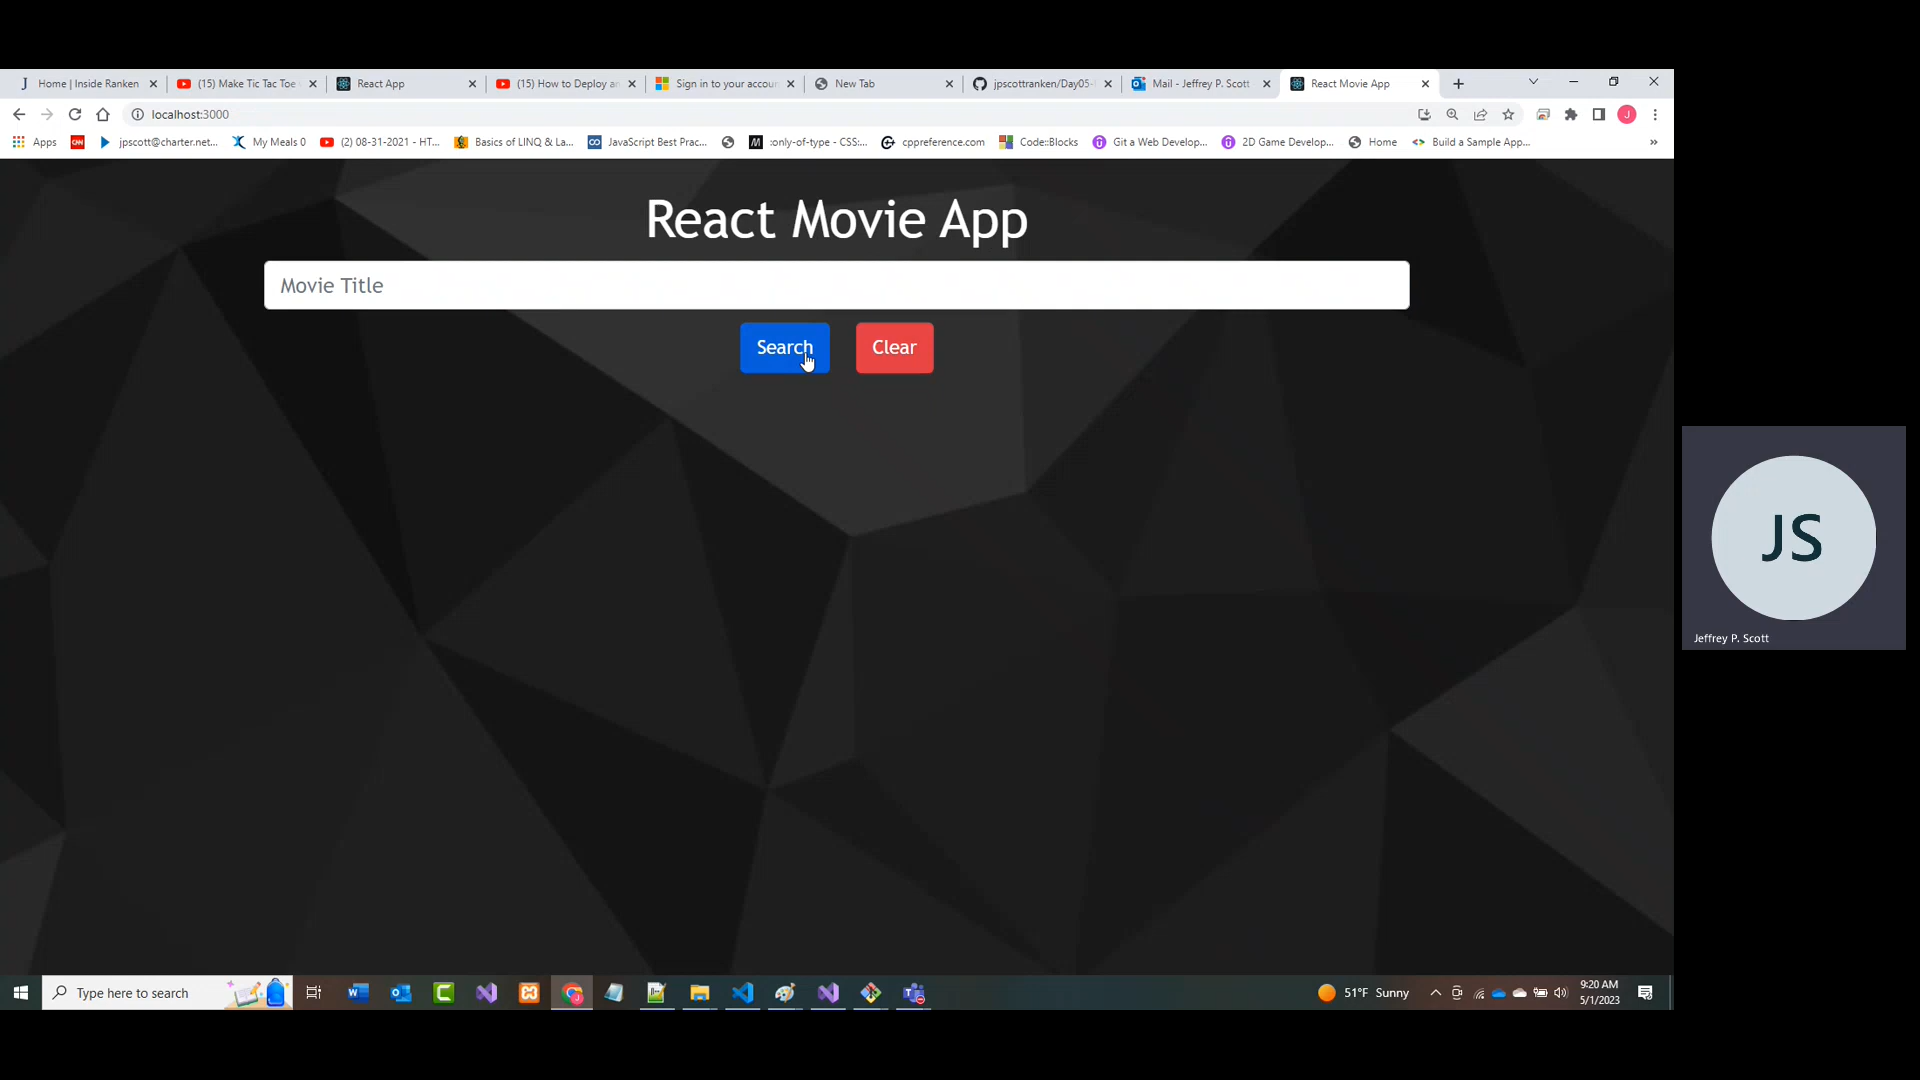 Home | Inside Ranken
(15) Make Tic Tac Toe
React App
(15) How to Deploy an
Sign in to your accoun
New Tab
jpscottranken/Day05-
Mail - Jeffrey P. Scott
React Movie App
localhost:3000
J
Apps
CNN
jpscott@charter.net...
My Meals 0
(2) 08-31-2021 - HT...
Basics of LINQ & La...
JavaScript Best Prac...
:only-of-type - CSS:...
cppreference.com
Code::Blocks
Git a Web Develop...
2D Game Develop...
Home
Build a Sample App...
»
React Movie App
Movie Title
Search
Clear
JS
Jeffrey P. Scott
Type here to search
51°F Sunny
9:20 AM
5/1/2023